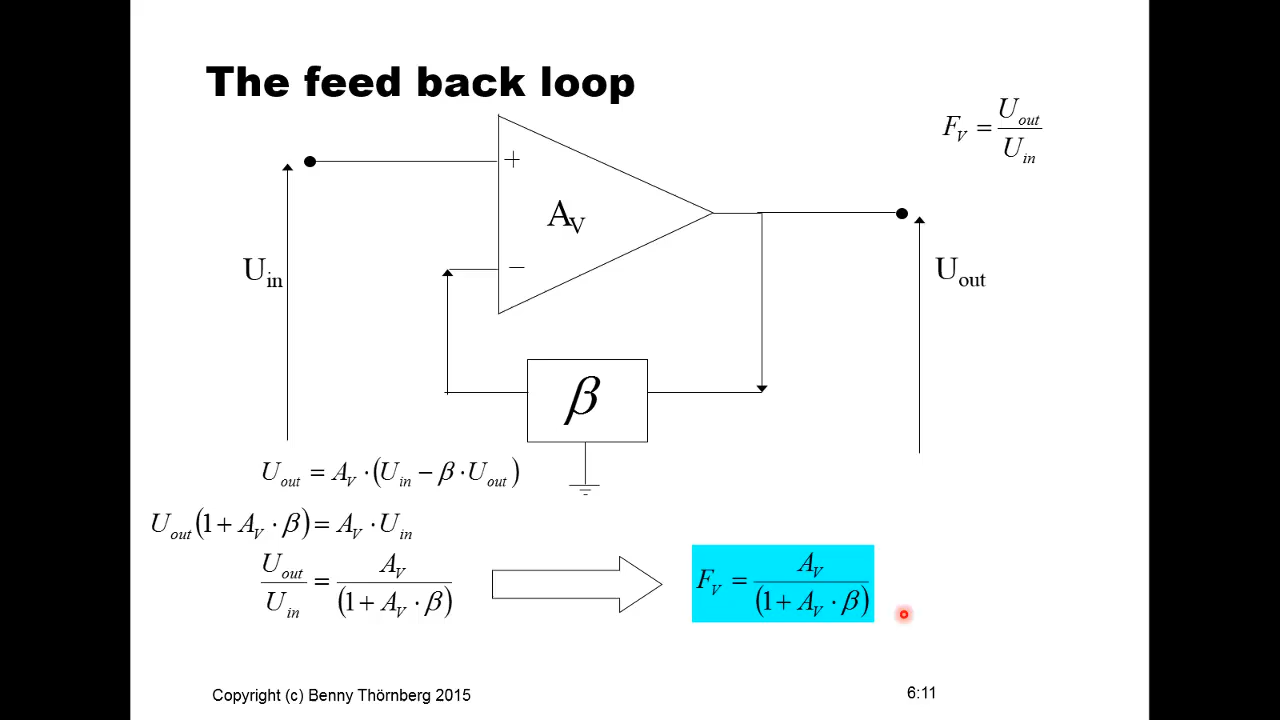 The feed back loop
F_V = U_out / U_in
+
A_V
−
U_in
U_out
β
U_out = A_V · (U_in − β · U_out)
U_out (1 + A_V · β) = A_V · U_in
U_out / U_in = A_V / (1 + A_V · β)
F_V = A_V / (1 + A_V · β)
Copyright (c) Benny Thörnberg 2015
6:11